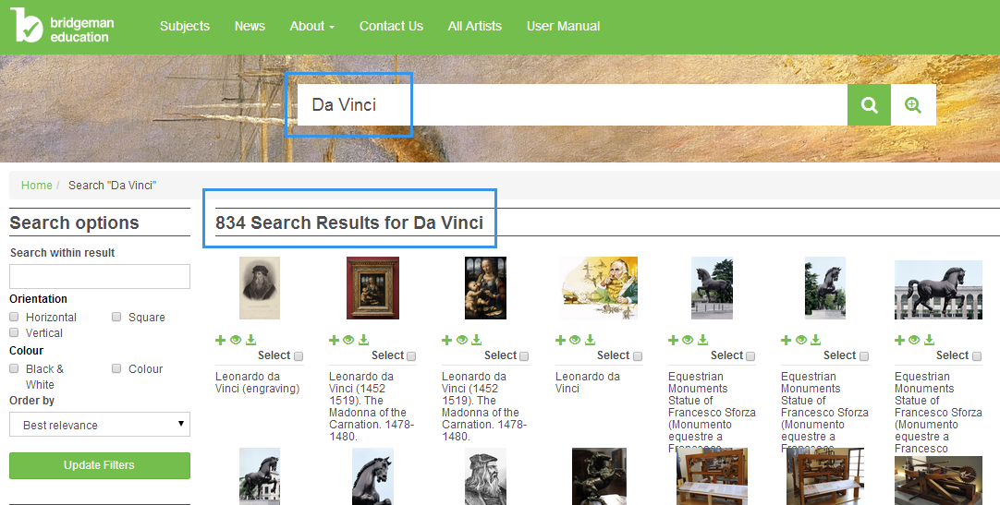 bridgeman
education
Subjects
News
About
Contact Us
All Artists
User Manual
Da Vinci
Home / Search "Da Vinci"
Search options
Search within result
Orientation
Horizontal
Square
Vertical
Colour
Black &
White
Colour
Order by
Best relevance
Update Filters
834 Search Results for Da Vinci
Select
Leonardo da
Vinci (engraving)
Select
Leonardo da
Vinci (1452
1519). The
Madonna of the
Carnation. 1478-
1480.
Select
Leonardo da
Vinci (1452
1519). The
Madonna of the
Carnation. 1478-
1480.
Select
Leonardo da
Vinci
Select
Equestrian
Monuments
Statue of
Francesco Sforza
(Monumento
equestre a
Francesco
Select
Equestrian
Monuments
Statue of
Francesco Sforza
(Monumento
equestre a
Francesco
Select
Equestrian
Monuments
Statue of
Francesco Sforza
(Monumento
equestre a
Francesco